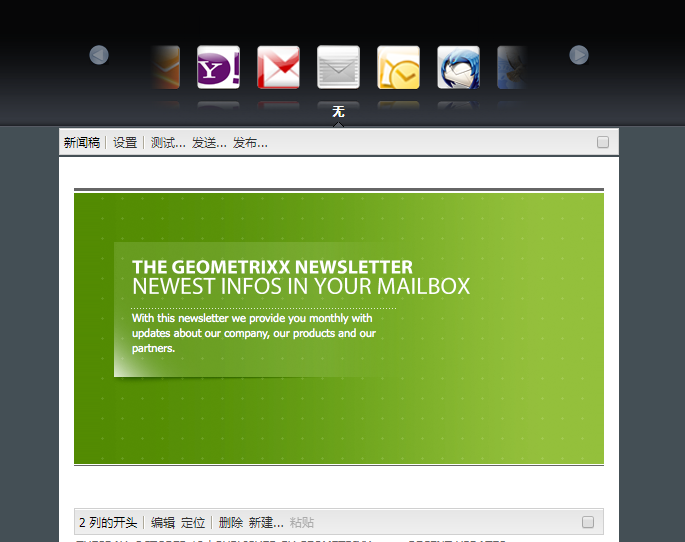 无
新闻稿 设置 测试... 发送... 发布...
THE GEOMETRIXX NEWSLETTER
NEWEST INFOS IN YOUR MAILBOX
With this newsletter we provide you monthly with
updates about our company, our products and our
partners.
2 列的开头 编辑 定位 删除 新建... 粘贴